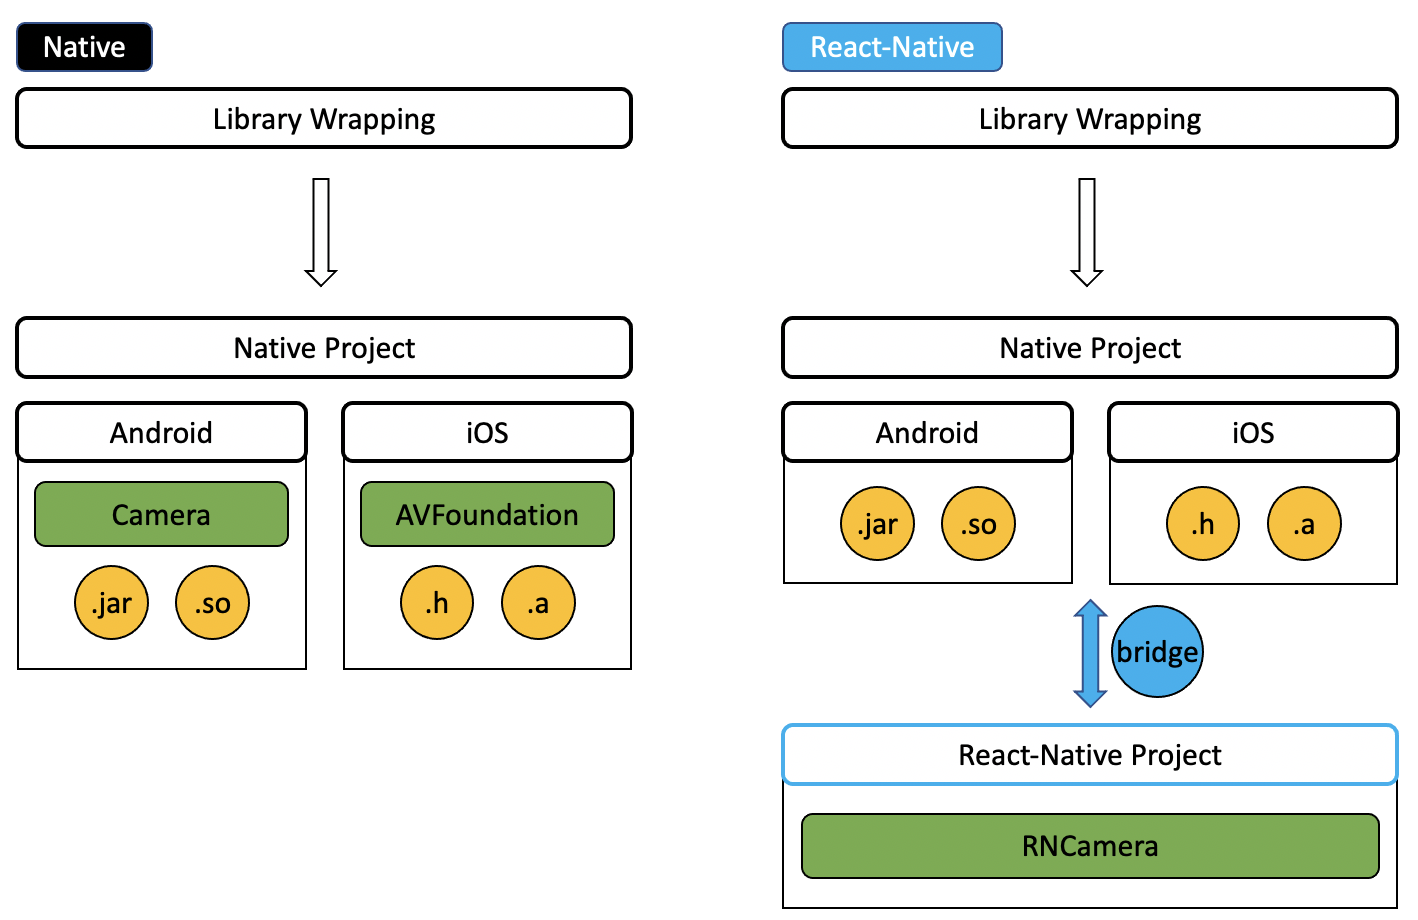 Native
Library Wrapping
Native Project
Android
Camera
.jar
.so
iOS
AVFoundation
.h
.a
React-Native
Library Wrapping
Native Project
Android
.jar
.so
iOS
.h
.a
bridge
React-Native Project
RNCamera